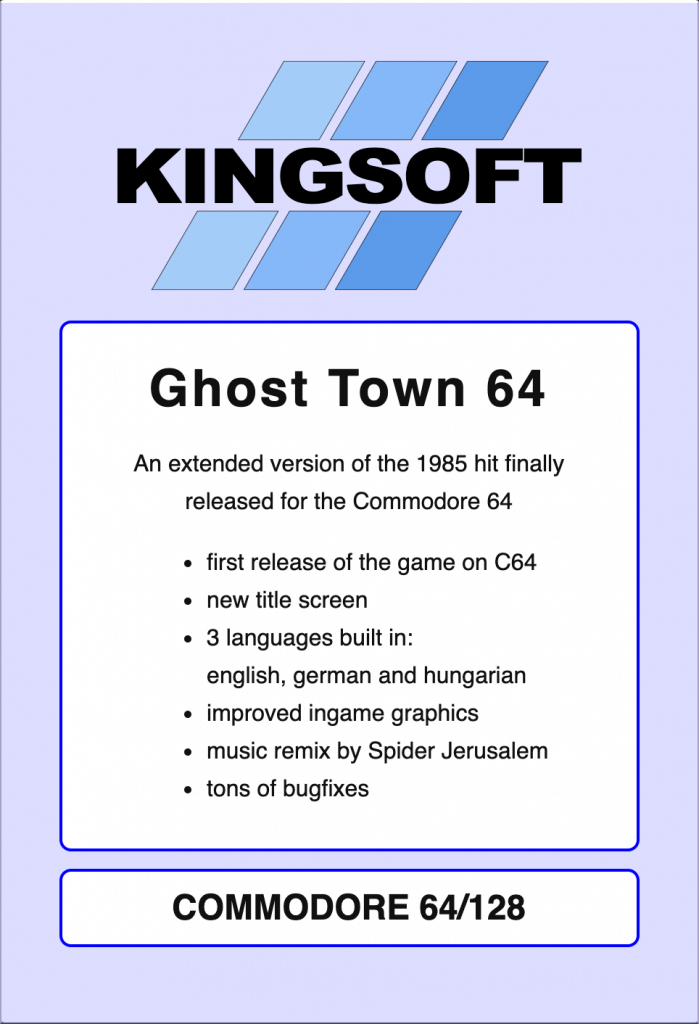 KINGSOFT
Ghost Town 64
An extended version of the 1985 hit finally
released for the Commodore 64
• first release of the game on C64
• new title screen
• 3 languages built in:
english, german and hungarian
• improved ingame graphics
• music remix by Spider Jerusalem
• tons of bugfixes
COMMODORE 64/128